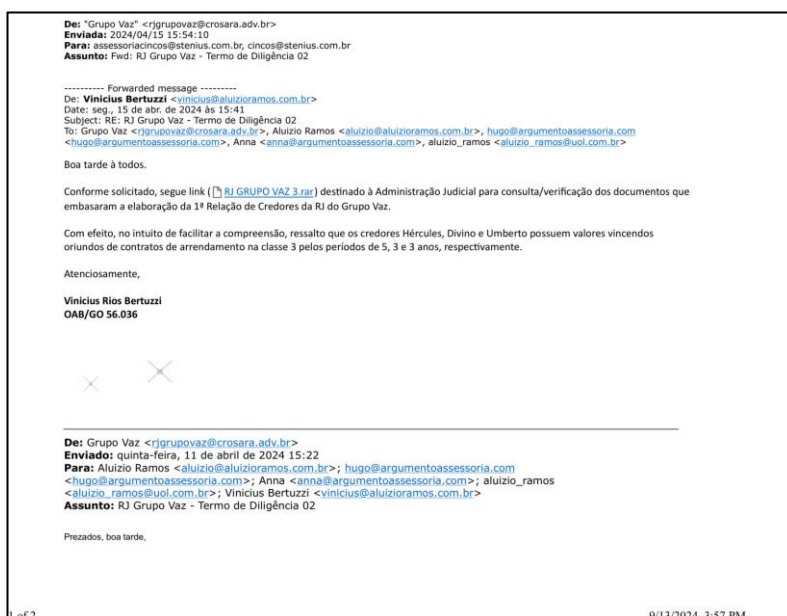 De: "Grupo Vaz" <rjgrupovaz@crosara.adv.br>
Enviada: 2024/04/15 15:54:10
Para: assessoriacincos@stenius.com.br, cincos@stenius.com.br
Assunto: Fwd: RJ Grupo Vaz - Termo de Diligência 02
---------- Forwarded message ---------
De: Vinicius Bertuzzi <vinicius@aluizioramos.com.br>
Date: seg., 15 de abr. de 2024 às 15:41
Subject: RE: RJ Grupo Vaz - Termo de Diligência 02
To: Grupo Vaz <rjgrupovaz@crosara.adv.br>, Aluizio Ramos <aluizio@aluizioramos.com.br>, hugo@argumentoassessoria.com
<hugo@argumentoassessoria.com>, Anna <anna@argumentoassessoria.com>, aluizio_ramos <aluizio_ramos@uol.com.br>
Boa tarde à todos.
Conforme solicitado, segue link (RJ GRUPO VAZ 3.rar) destinado à Administração Judicial para consulta/verificação dos documentos que
embasaram a elaboração da 1ª Relação de Credores da RJ do Grupo Vaz.
Com efeito, no intuito de facilitar a compreensão, ressalto que os credores Hércules, Divino e Umberto possuem valores vincendos
oriundos de contratos de arrendamento na classe 3 pelos períodos de 5, 3 e 3 anos, respectivamente.
Atenciosamente,
Vinicius Rios Bertuzzi
OAB/GO 56.036
De: Grupo Vaz <rjgrupovaz@crosara.adv.br>
Enviado: quinta-feira, 11 de abril de 2024 15:22
Para: Aluizio Ramos <aluizio@aluizioramos.com.br>; hugo@argumentoassessoria.com
<hugo@argumentoassessoria.com>; Anna <anna@argumentoassessoria.com>; aluizio_ramos
<aluizio_ramos@uol.com.br>; Vinicius Bertuzzi <vinicius@aluizioramos.com.br>
Assunto: RJ Grupo Vaz - Termo de Diligência 02
Prezados, boa tarde,
1 of 2 9/13/2024, 3:57 PM